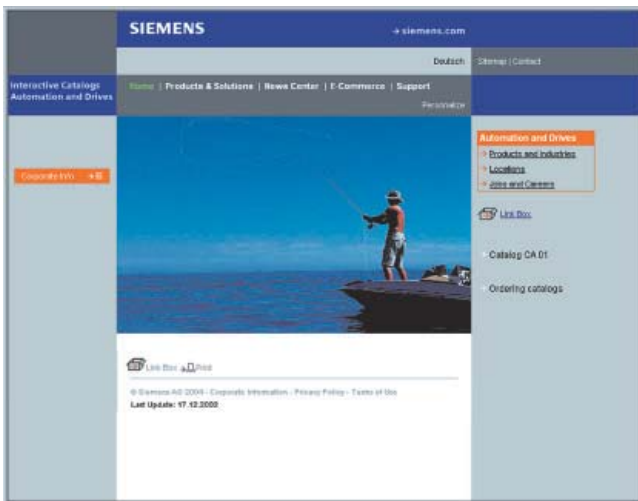 SIEMENS
→ siemens.com
Deutsch
Sitemap | Contact
Interactive Catalogs
Automation and Drives
Home | Products & Solutions | News Center | E-Commerce | Support
Personalize
Automation and Drives
→ Products and Industries
→ Locations
→ Jobs and Careers
Corporate Info
Link Box
Catalog CA 01
Ordering catalogs
Link Box Print
© Siemens AG 2004 - Corporate Information - Privacy Policy - Terms of Use
Last Update: 17.12.2002